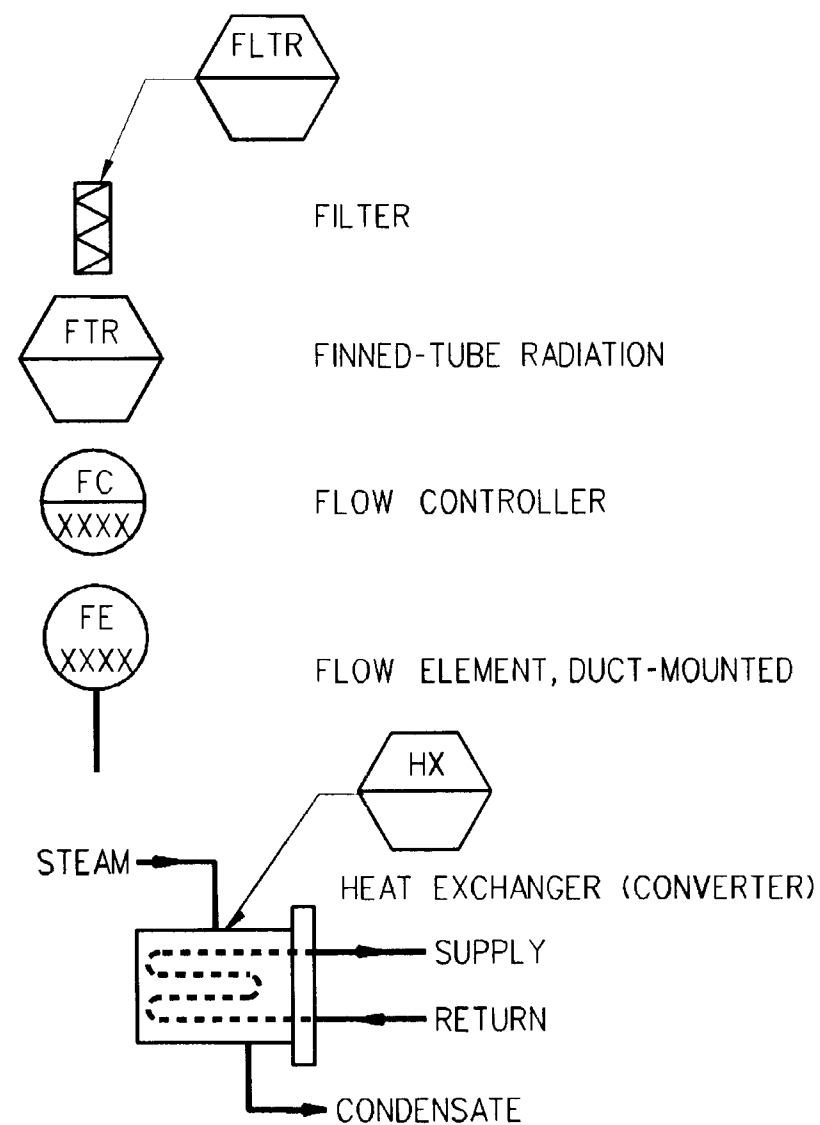 FLTR
FILTER
FTR
FINNED-TUBE RADIATION
FC
XXXX
FLOW CONTROLLER
FE
XXXX
FLOW ELEMENT, DUCT-MOUNTED
HX
STEAM
HEAT EXCHANGER (CONVERTER)
SUPPLY
RETURN
CONDENSATE